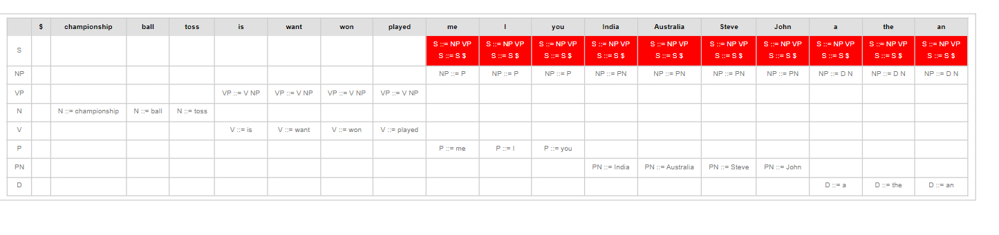 $ championship ball toss is want won played me I you India Australia Steve John a the an
S S ::= NP VP S ::= NP VP S ::= NP VP S ::= NP VP S ::= NP VP S ::= NP VP S ::= NP VP S ::= NP VP S ::= NP VP S ::= NP VP
S ::= S $ S ::= S $ S ::= S $ S ::= S $ S ::= S $ S ::= S $ S ::= S $ S ::= S $ S ::= S $ S ::= S $
NP NP ::= P NP ::= P NP ::= P NP ::= PN NP ::= PN NP ::= PN NP ::= PN NP ::= D N NP ::= D N NP ::= D N
VP VP ::= V NP VP ::= V NP VP ::= V NP VP ::= V NP
N N ::= championship N ::= ball N ::= toss
V V ::= is V ::= want V ::= won V ::= played
P P ::= me P ::= I P ::= you
PN PN ::= India PN ::= Australia PN ::= Steve PN ::= John
D D ::= a D ::= the D ::= an